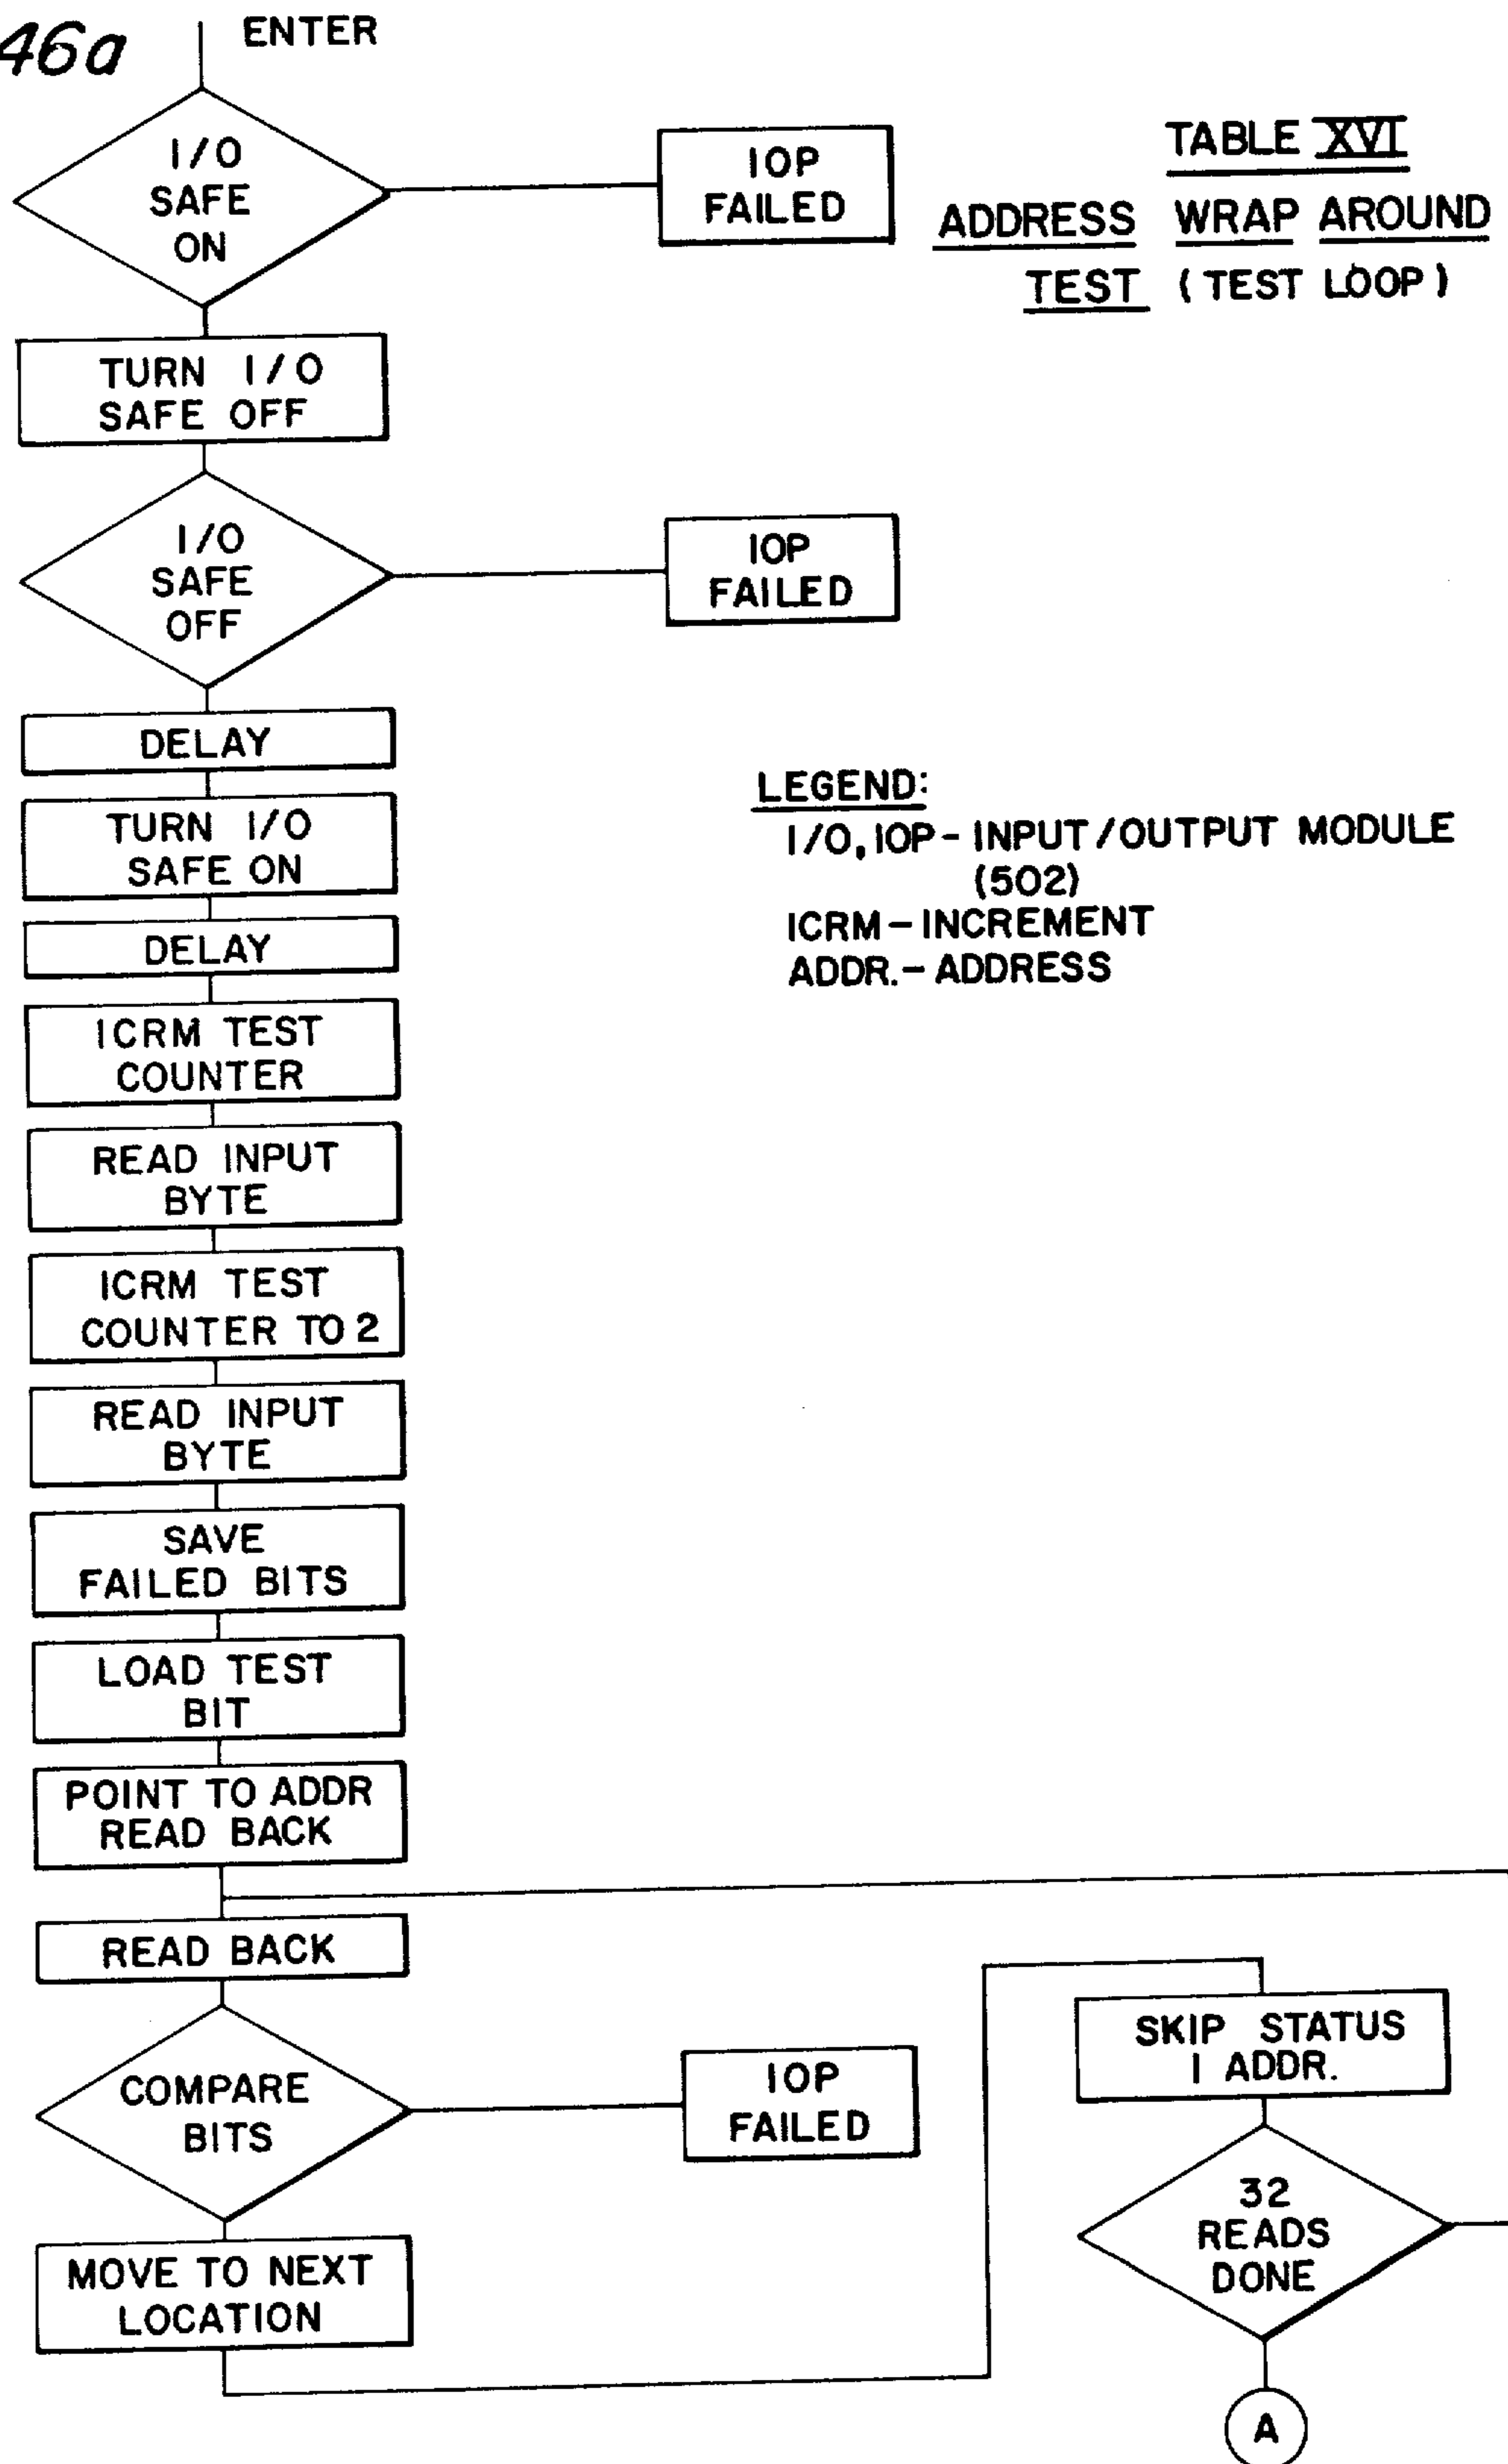 46a
ENTER
I/O
SAFE
ON
IOP
FAILED
TABLE XVI
ADDRESS WRAP AROUND
TEST (TEST LOOP)
TURN I/O
SAFE OFF
I/O
SAFE
OFF
IOP
FAILED
DELAY
TURN I/O
SAFE ON
DELAY
LEGEND:
I/O, IOP - INPUT/OUTPUT MODULE
(502)
ICRM - INCREMENT
ADDR. - ADDRESS
ICRM TEST
COUNTER
READ INPUT
BYTE
ICRM TEST
COUNTER TO 2
READ INPUT
BYTE
SAVE
FAILED BITS
LOAD TEST
BIT
POINT TO ADDR
READ BACK
READ BACK
COMPARE
BITS
IOP
FAILED
MOVE TO NEXT
LOCATION
SKIP STATUS
1 ADDR.
32
READS
DONE
A